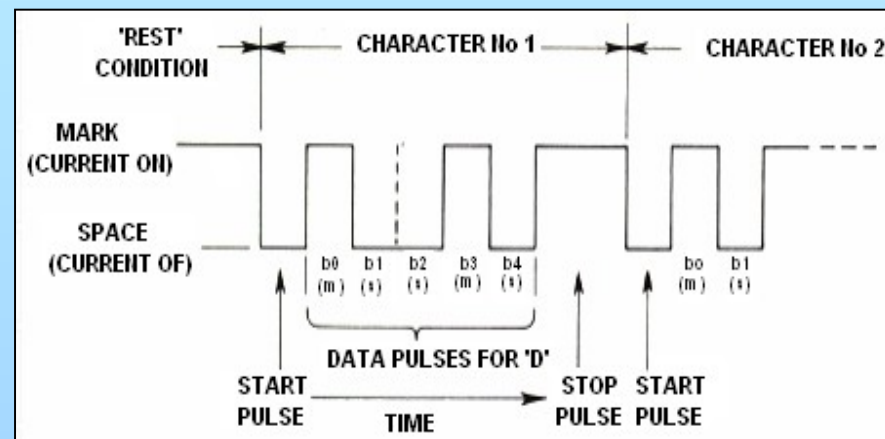 'REST'
CONDITION
CHARACTER No 1
CHARACTER No 2
MARK
(CURRENT ON)
SPACE
(CURRENT OF)
b0 b1 b2 b3 b4 bo b1
(m) (s) (s) (m) (s) (m) (s)
DATA PULSES FOR 'D'
START
PULSE
TIME
STOP
PULSE
START
PULSE